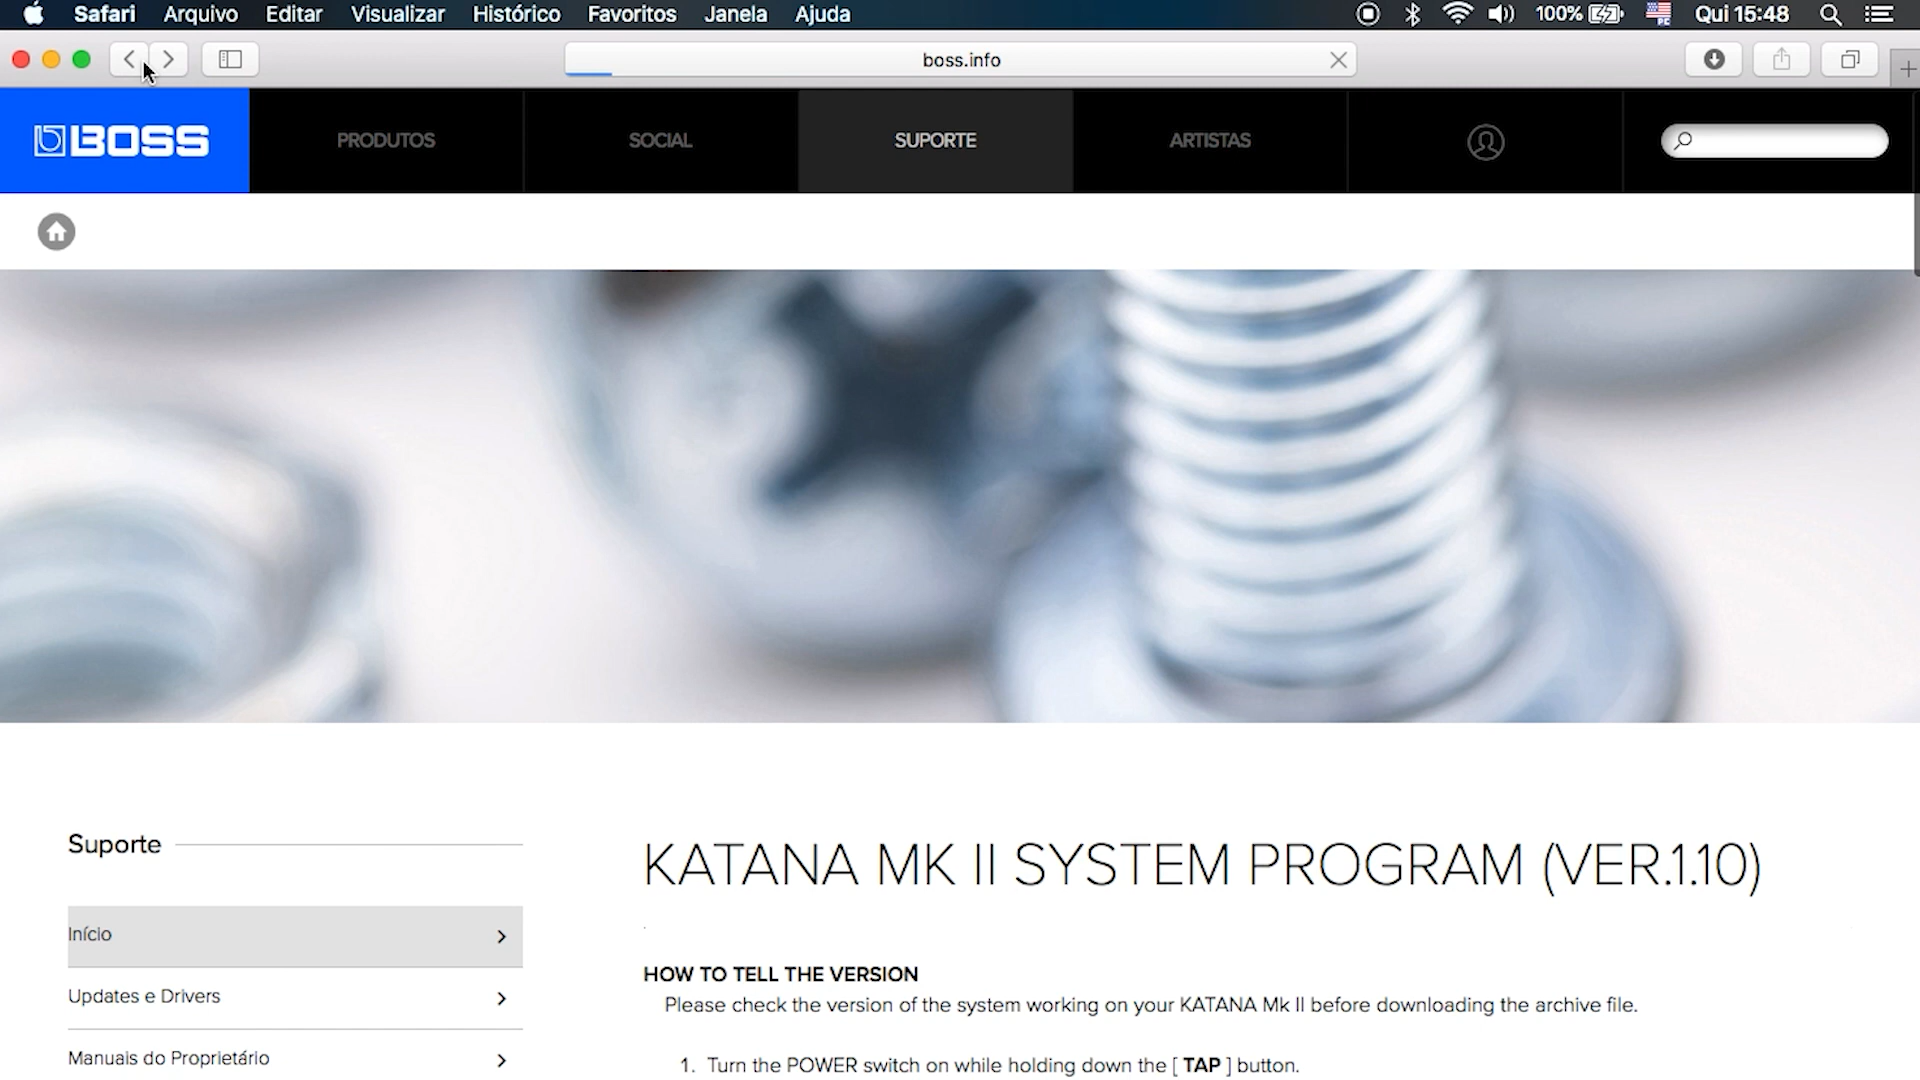 Safari Arquivo Editar Visualizar Histórico Favoritos Janela Ajuda 100% PC Qui 15:48
boss.info
BOSS PRODUTOS SOCIAL SUPORTE ARTISTAS
Suporte
Início
Updates e Drivers
Manuais do Proprietário
KATANA MK II SYSTEM PROGRAM (VER.1.10)
.
HOW TO TELL THE VERSION
Please check the version of the system working on your KATANA Mk II before downloading the archive file.
1. Turn the POWER switch on while holding down the [ TAP ] button.